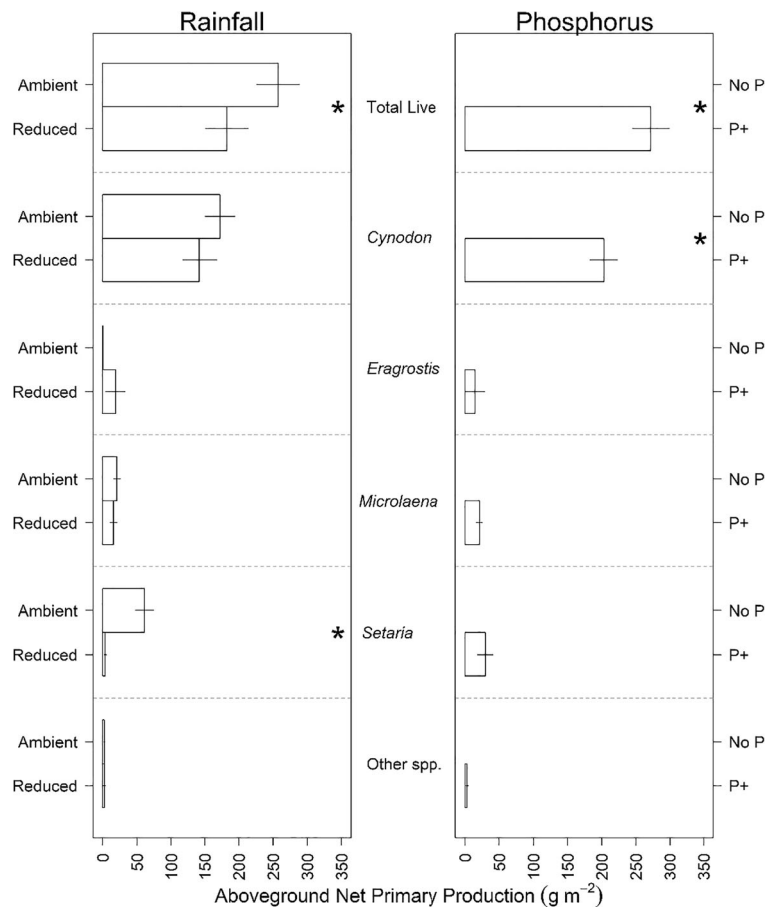 Rainfall Phosphorus
Ambient No P
* Total Live *
Reduced P+
Ambient No P
Cynodon *
Reduced P+
Ambient No P
Eragrostis
Reduced P+
Ambient No P
Microlaena
Reduced P+
Ambient No P
* Setaria
Reduced P+
Ambient No P
Other spp.
Reduced P+
0 50 100 150 200 250 300 350 0 50 100 150 200 250 300 350
Aboveground Net Primary Production (g m⁻²)